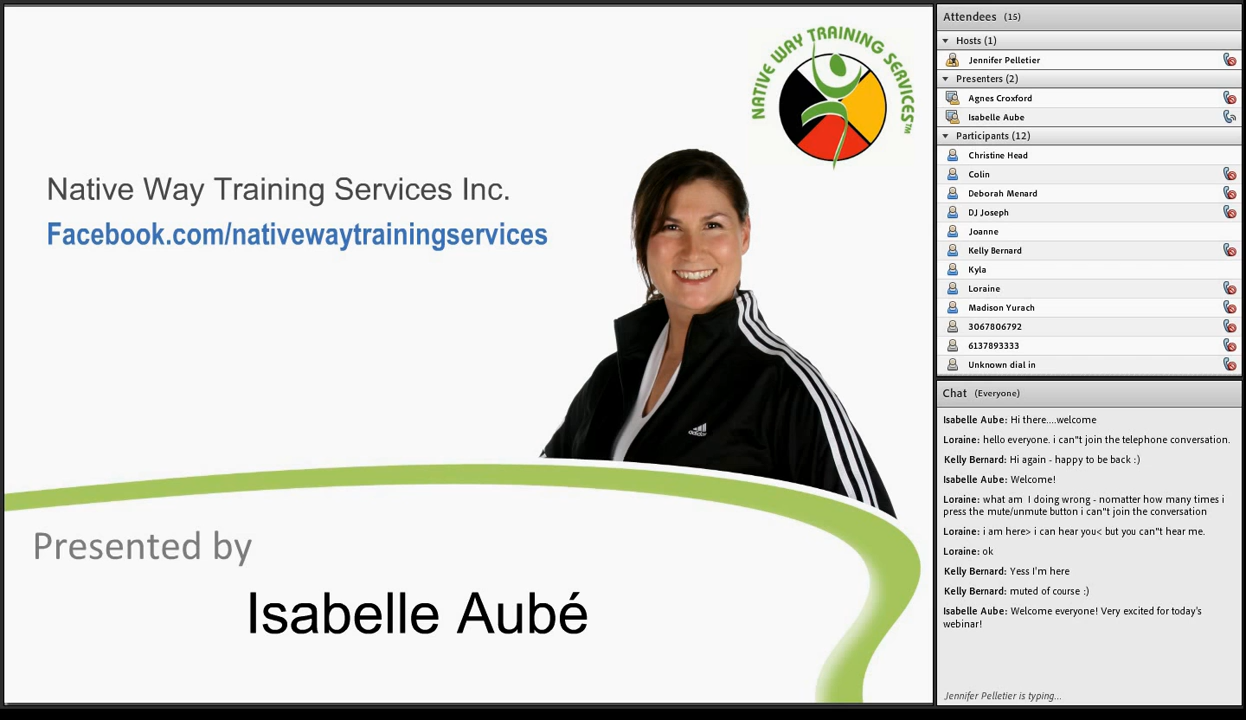 NATIVE WAY TRAINING SERVICES™
Native Way Training Services Inc.
Facebook.com/nativewaytrainingservices
adidas
Presented by
Isabelle Aubé
Attendees (15)
Hosts (1)
Jennifer Pelletier
Presenters (2)
Agnes Croxford
Isabelle Aube
Participants (12)
Christine Head
Colin
Deborah Menard
DJ Joseph
Joanne
Kelly Bernard
Kyla
Loraine
Madison Yurach
3067806792
6137893333
Unknown dial in
Chat (Everyone)
Isabelle Aube: Hi there....welcome
Loraine: hello everyone. i can"t join the telephone conversation.
Kelly Bernard: Hi again - happy to be back :)
Isabelle Aube: Welcome!
Loraine: what am I doing wrong - nomatter how many times i
press the mute/unmute button i can"t join the conversation
Loraine: i am here> i can hear you< but you can"t hear me.
Loraine: ok
Kelly Bernard: Yess I'm here
Kelly Bernard: muted of course :)
Isabelle Aube: Welcome everyone! Very excited for today's
webinar!
Jennifer Pelletier is typing...